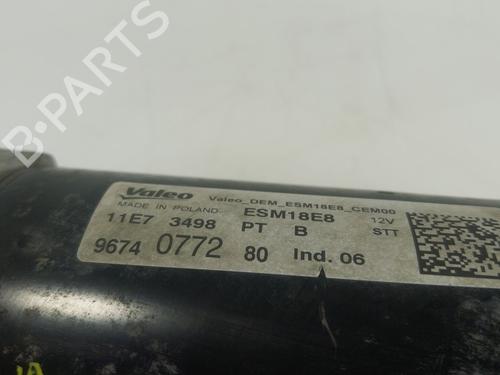 B-PARTS
Valeo Valeo_DEM_ESM18E8_CEM00
MADE IN POLAND ESM18E8 12V
11E7 3498 PT B STT
9674 0772 80 Ind. 06